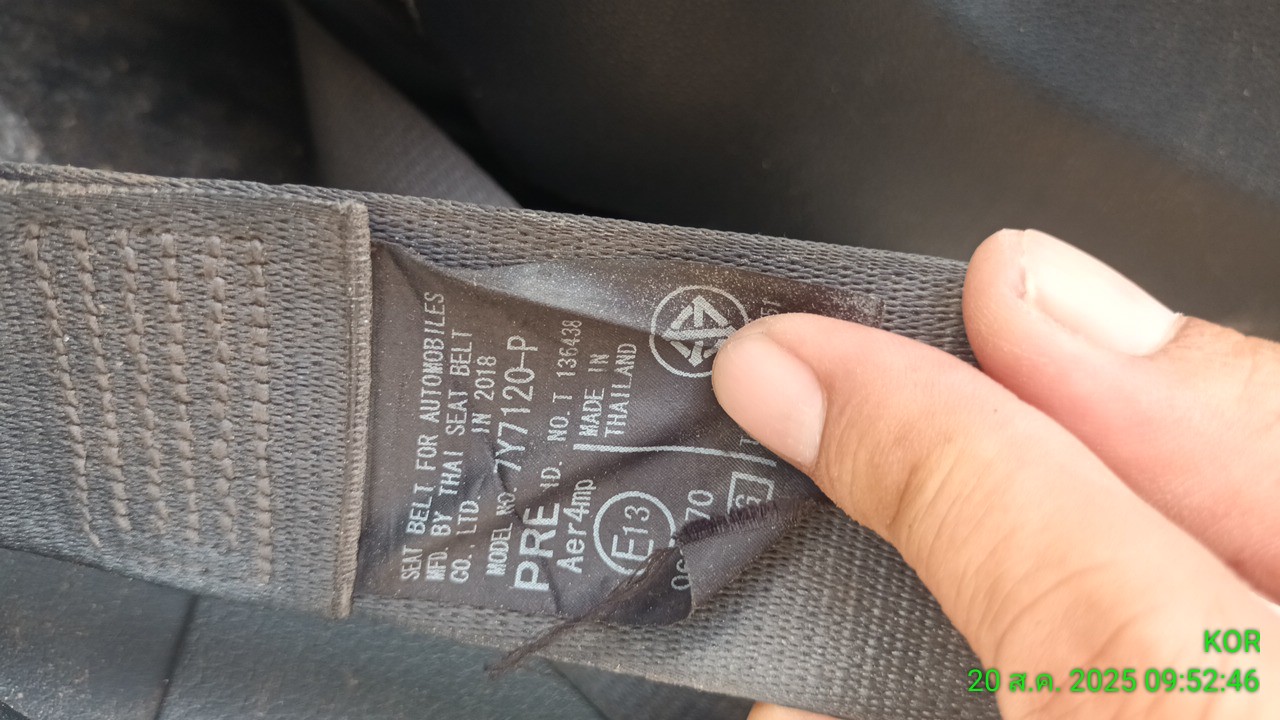 SEAT BELT FOR AUTOMOBILES
MFD. BY THAI SEAT BELT
CO., LTD. IN 2018
MODEL NO. 7Y7120-P
PRE ND. NO. T 136438
Aer4mp
MADE IN
THAILAND
E13
KOR
20 ส.ค. 2025 09:52:46